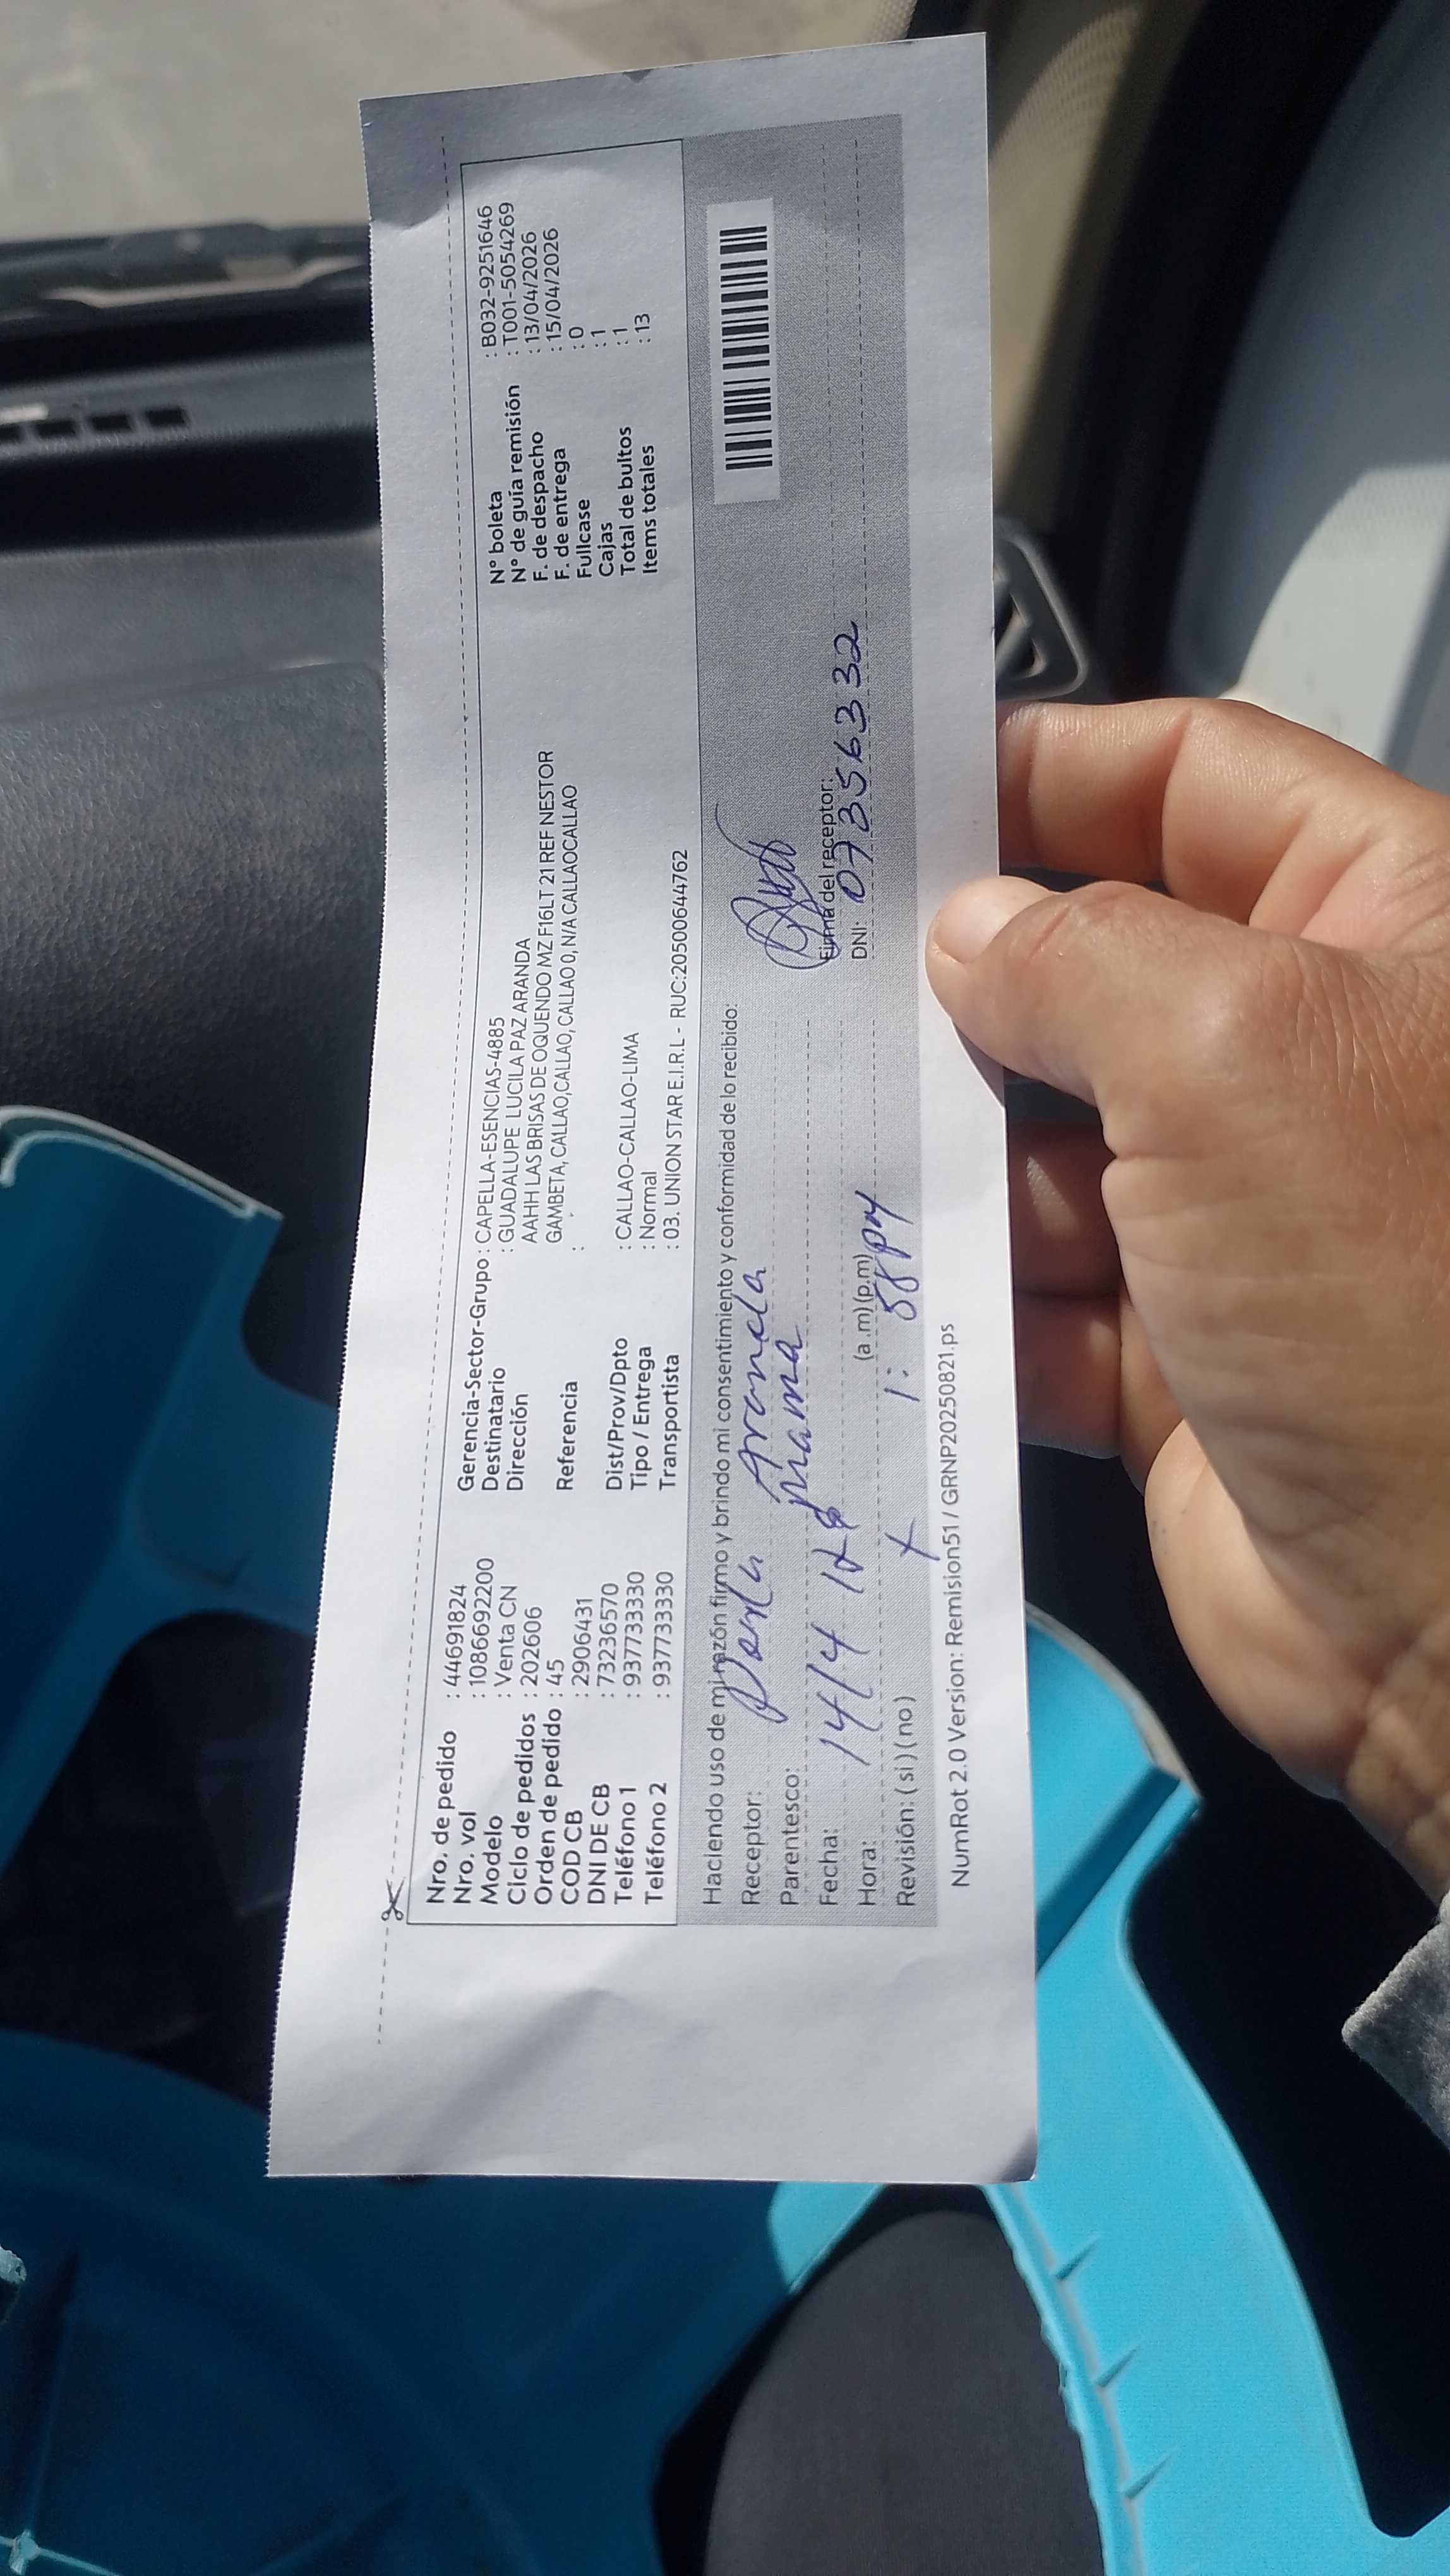 Nro. de pedido : 44691824
Nro. vol : 1086692200
Modelo : Venta CN
Ciclo de pedidos : 202606
Orden de pedido : 45
COD CB : 2906431
DNI DE CB : 73236570
Teléfono 1 : 937733330
Teléfono 2 : 937733330
Gerencia-Sector-Grupo : CAPELLA-ESENCIAS-4885
Destinatario : GUADALUPE LUCILA PAZ ARANDA
Dirección AAHH LAS BRISAS DE OQUENDO MZ F16LT 21 REF NESTOR
GAMBETA, CALLAO,CALLAO,CALLAO 0, N/A CALLAOCALLAO
Referencia :
Dist/Prov/Dpto : CALLAO-CALLAO-LIMA
Tipo / Entrega : Normal
Transportista : 03. UNION STAR E.I.R.L - RUC:20500644762
N° boleta : B032-9251646
N° de guía remisión : T001-5054269
F. de despacho : 13/04/2026
F. de entrega : 15/04/2026
Fullcase : 0
Cajas : 1
Total de bultos : 1
Items totales : 13
Haciendo uso de mi razón firmo y brindo mi consentimiento y conformidad de lo recibido:
Receptor: Aranda
Parentesco: mama
Fecha: 14/4
Hora: (a.m)(p.m) 1:58 pm
Revisión: ( si ) ( no ) x
Firma del receptor:
DNI: 07356332
NumRot 2.0 Version: Remision51 / GRNP20250821.ps